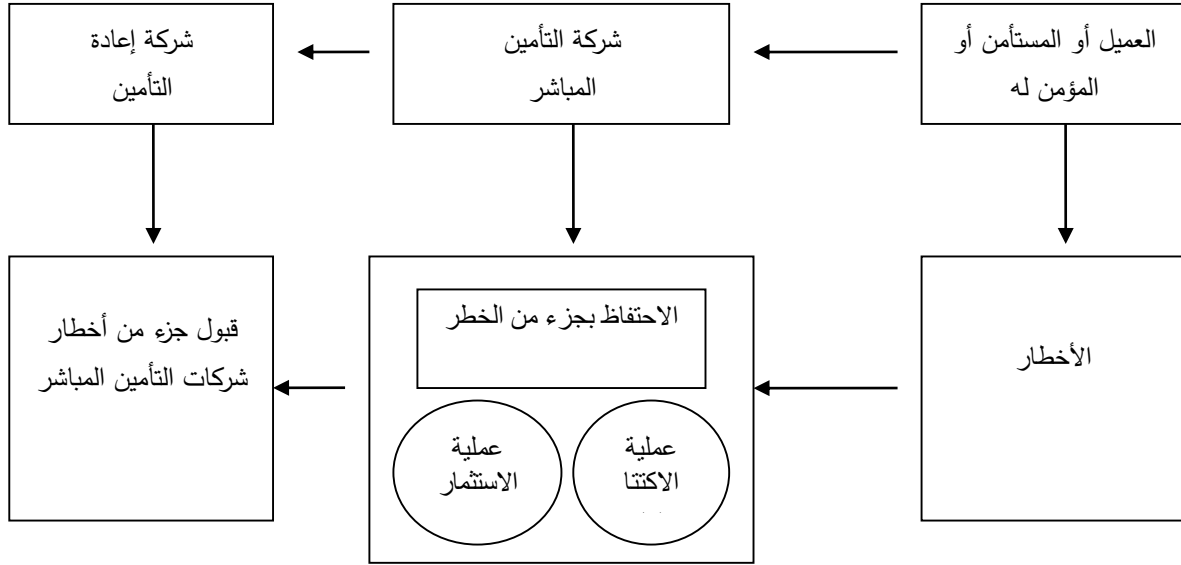 العميل أو المستأمن أو
المؤمن له
شركة التأمين
المباشر
شركة إعادة
التأمين
الأخطار
الاحتفاظ بجزء من الخطر
عملية
الاكتتا
عملية
الاستثمار
قبول جزء من أخطار
شركات التأمين المباشر